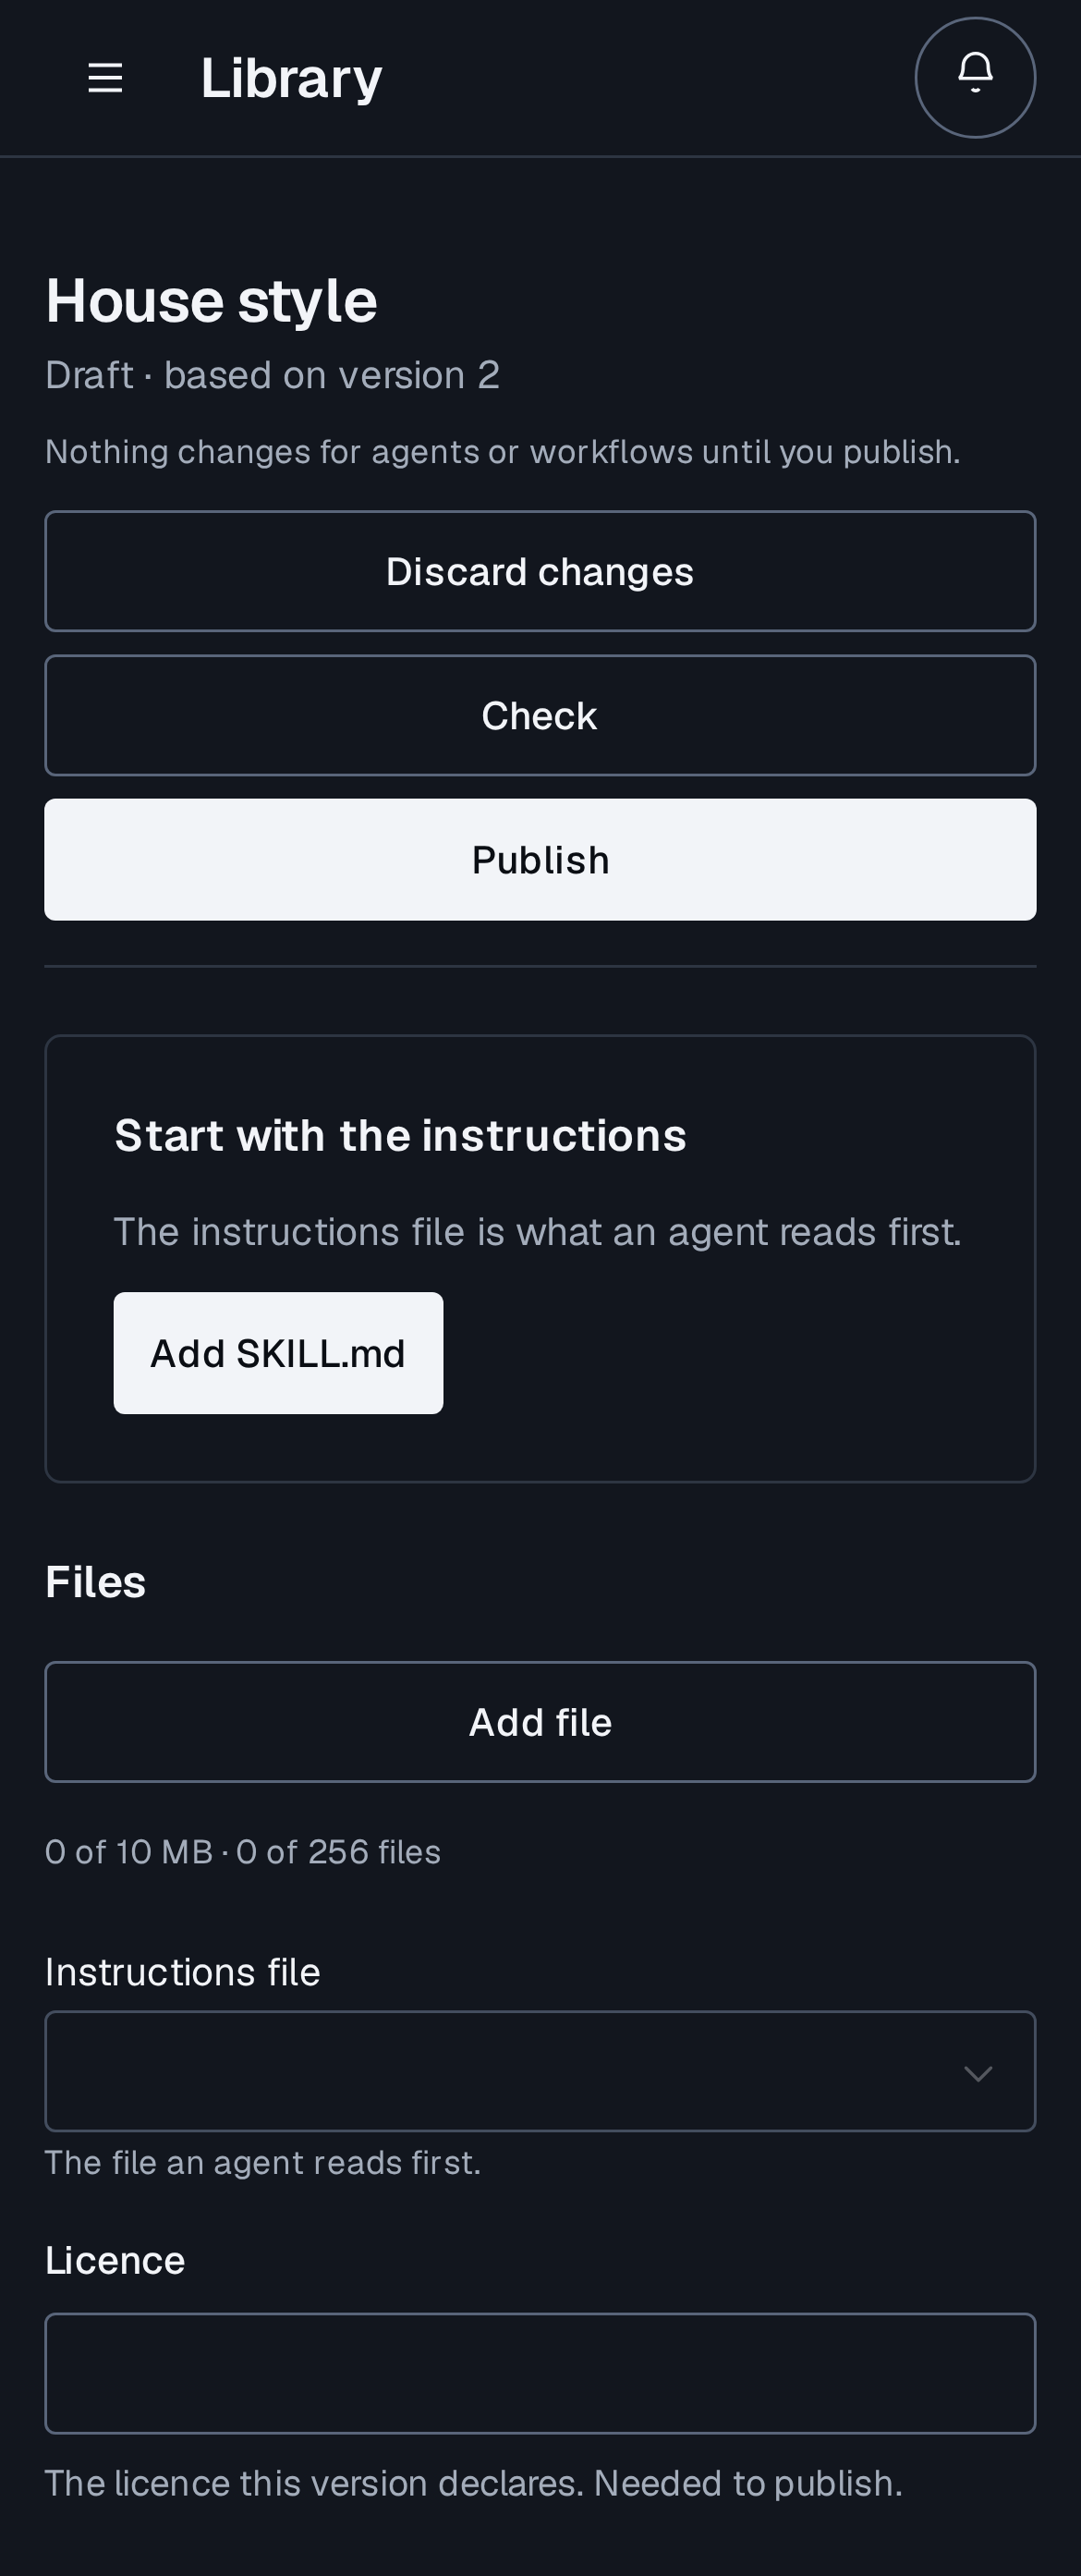 Library
House style
Draft · based on version 2
Nothing changes for agents or workflows until you publish.
Discard changes
Check
Publish
Start with the instructions
The instructions file is what an agent reads first.
Add SKILL.md
Files
Add file
0 of 10 MB · 0 of 256 files
Instructions file
The file an agent reads first.
Licence
The licence this version declares. Needed to publish.